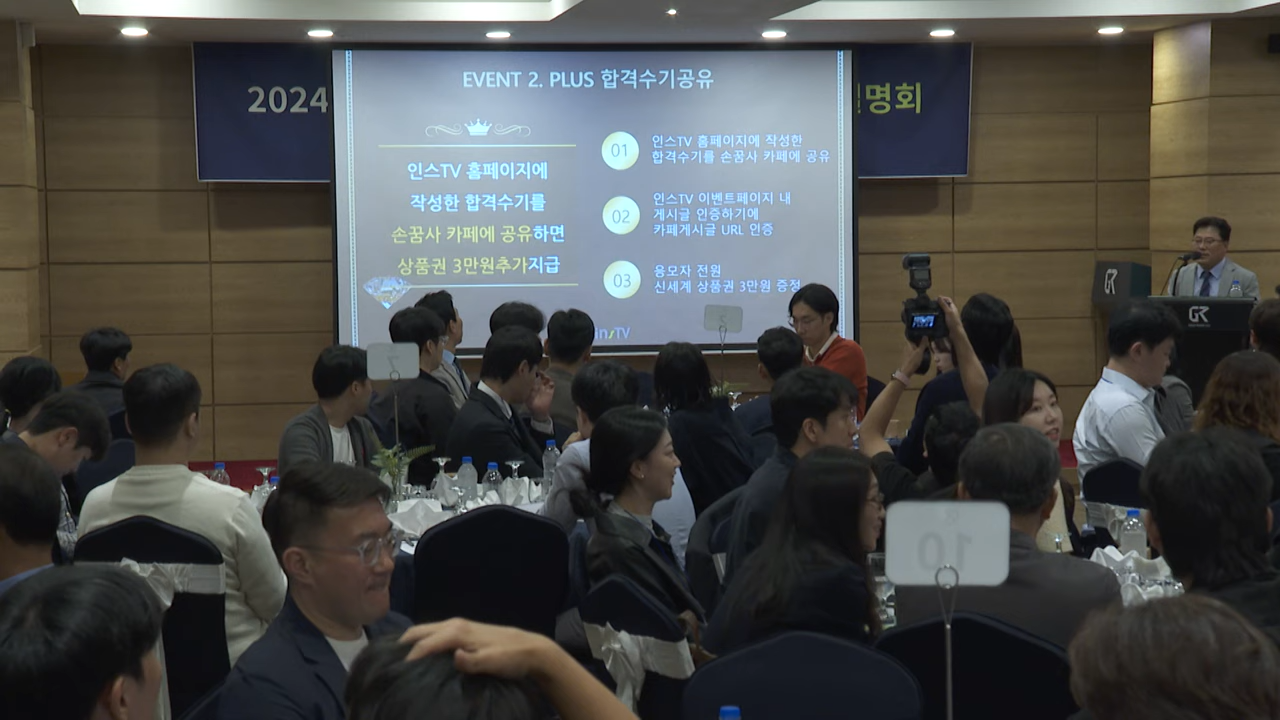 2024
명회
EVENT 2. PLUS 합격수기공유
인스TV 홈페이지에
작성한 합격수기를
손꿈사 카페에 공유하면
상품권 3만원추가지급
01
인스TV 홈페이지에 작성한
합격수기를 손꿈사 카페에 공유
02
인스TV 이벤트페이지 내
게시글 인증하기에
카페게시글 URL 인증
03
응모자 전원
신세계 상품권 3만원 증정
insTV
GR
7
10